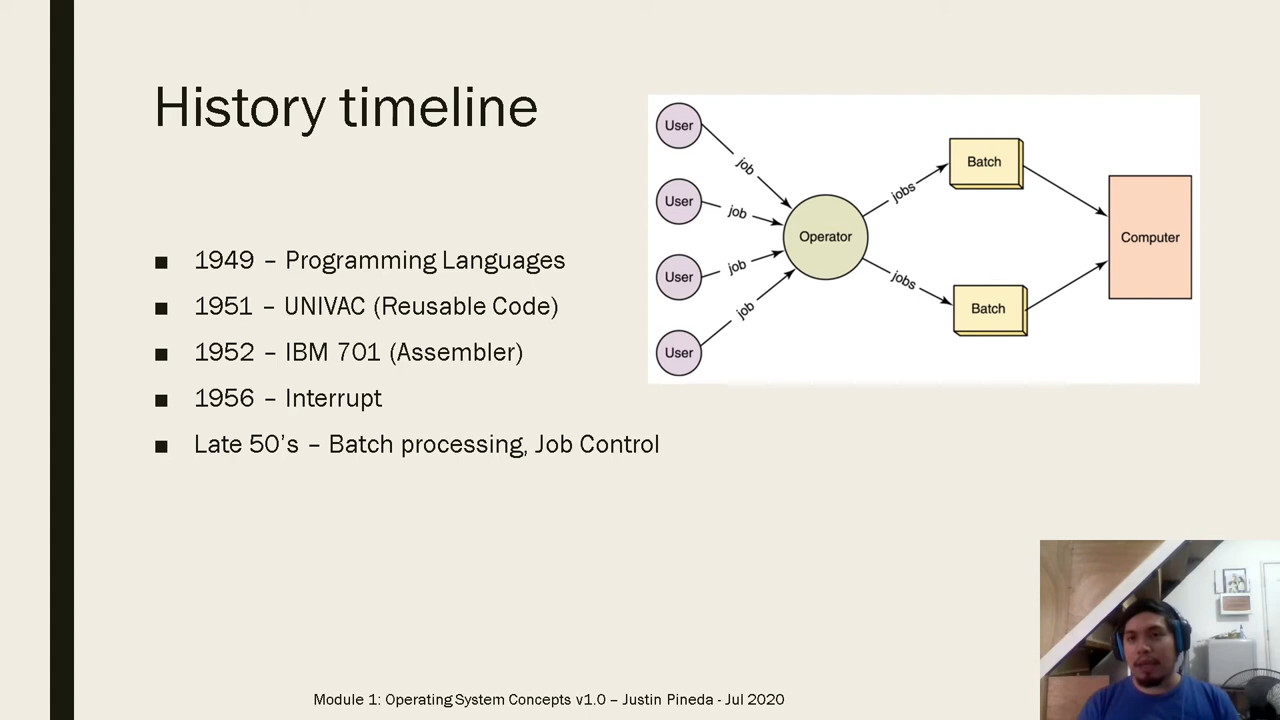 History timeline
1949 – Programming Languages
1951 – UNIVAC (Reusable Code)
1952 – IBM 701 (Assembler)
1956 – Interrupt
Late 50's – Batch processing, Job Control
User
job
User
job
User
job
User
job
Operator
jobs
Batch
jobs
Batch
Computer
Module 1: Operating System Concepts v1.0 – Justin Pineda - Jul 2020